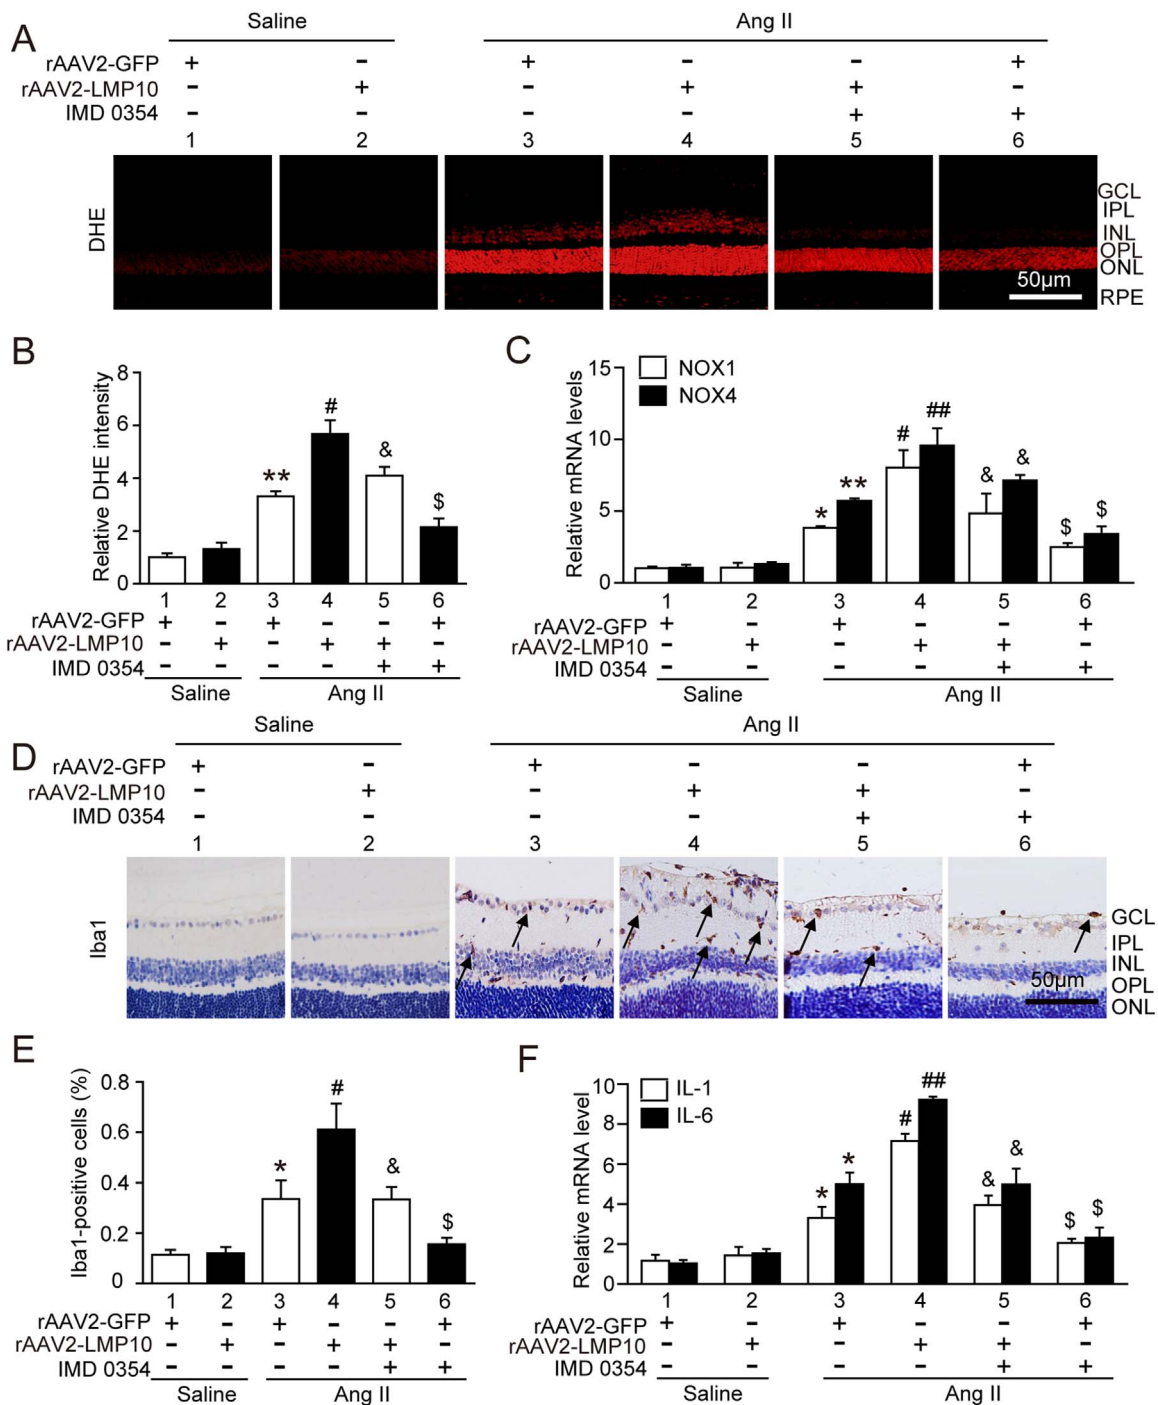 A
Saline Ang II
rAAV2-GFP + - + - - +
rAAV2-LMP10 - + - + + -
IMD 0354 - - - - + +
1 2 3 4 5 6
DHE
GCL
IPL
INL
OPL
ONL
50μm
RPE
B
Relative DHE intensity
8
6
4
2
0
** # & $
1 2 3 4 5 6
rAAV2-GFP + - + - - +
rAAV2-LMP10 - + - + + -
IMD 0354 - - - - + +
Saline Ang II
C
Relative mRNA levels
15
10
5
0
NOX1
NOX4
* ** # ## & & $ $
1 2 3 4 5 6
rAAV2-GFP + - + - - +
rAAV2-LMP10 - + - + + -
IMD 0354 - - - - + +
Saline Ang II
D
Saline Ang II
rAAV2-GFP + - + - - +
rAAV2-LMP10 - + - + + -
IMD 0354 - - - - + +
1 2 3 4 5 6
Iba1
GCL
IPL
INL
50μm
OPL
ONL
E
Iba1-positive cells (%)
0.8
0.6
0.4
0.2
0
* # & $
1 2 3 4 5 6
rAAV2-GFP + - + - - +
rAAV2-LMP10 - + - + + -
IMD 0354 - - - - + +
Saline Ang II
F
Relative mRNA level
10
8
6
4
2
0
IL-1
IL-6
* * # ## & & $ $
1 2 3 4 5 6
rAAV2-GFP + - + - - +
rAAV2-LMP10 - + - + + -
IMD 0354 - - - - + +
Saline Ang II